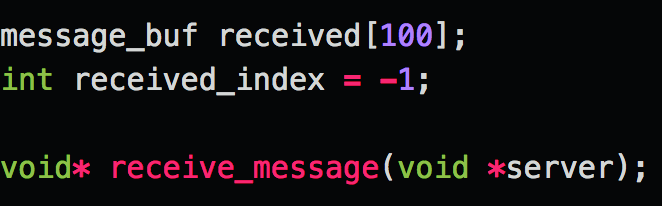 message_buf received[100];
int received_index = -1;
void* receive_message(void *server);